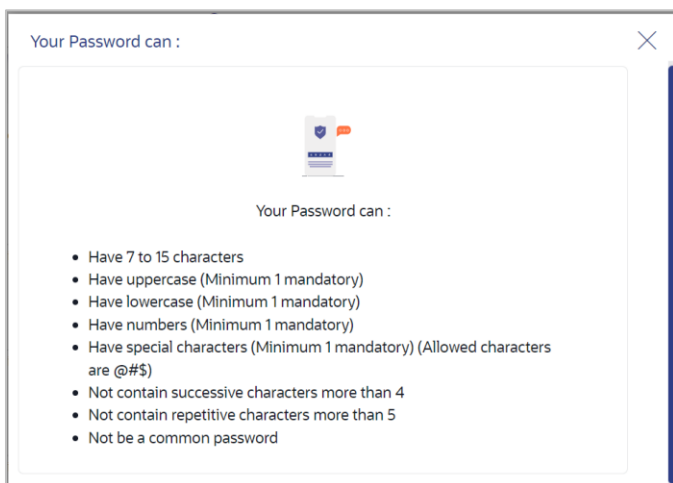 Your Password can :
Your Password can :
• Have 7 to 15 characters
• Have uppercase (Minimum 1 mandatory)
• Have lowercase (Minimum 1 mandatory)
• Have numbers (Minimum 1 mandatory)
• Have special characters (Minimum 1 mandatory) (Allowed characters
are @#$)
• Not contain successive characters more than 4
• Not contain repetitive characters more than 5
• Not be a common password